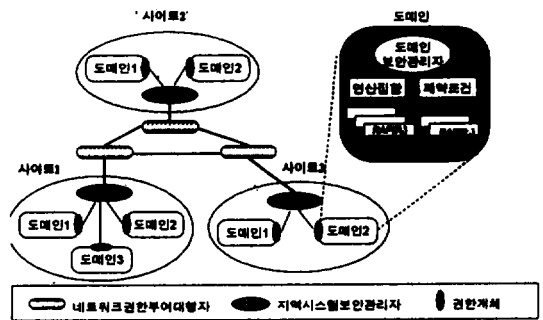 ' 사이트2'
도메인
도메인1
도메인2
도메인
보안관리자
연산집합
제약조건
사이트1
사이트3
도메인1
도메인2
도메인3
도메인1
도메인2
네트워크권한부여대행자
지역시스템보안관리자
권한개체